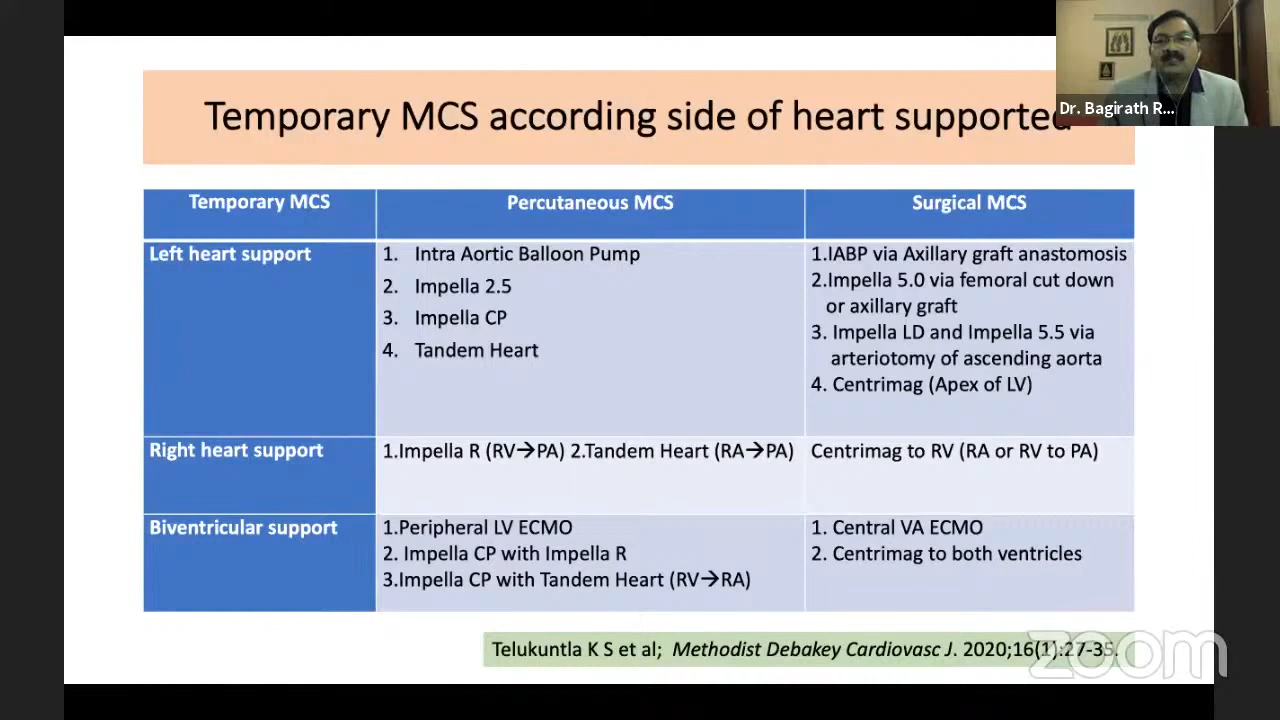 Temporary MCS according side of heart supported
Dr. Bagirath R...
Temporary MCS
Percutaneous MCS
Surgical MCS
Left heart support
1. Intra Aortic Balloon Pump
2. Impella 2.5
3. Impella CP
4. Tandem Heart
1.IABP via Axillary graft anastomosis
2.Impella 5.0 via femoral cut down
or axillary graft
3. Impella LD and Impella 5.5 via
arteriotomy of ascending aorta
4. Centrimag (Apex of LV)
Right heart support
1.Impella R (RV→PA) 2.Tandem Heart (RA→PA)
Centrimag to RV (RA or RV to PA)
Biventricular support
1.Peripheral LV ECMO
2. Impella CP with Impella R
3.Impella CP with Tandem Heart (RV→RA)
1. Central VA ECMO
2. Centrimag to both ventricles
Telukuntla K S et al; Methodist Debakey Cardiovasc J. 2020;16(1):27-35.
zoom